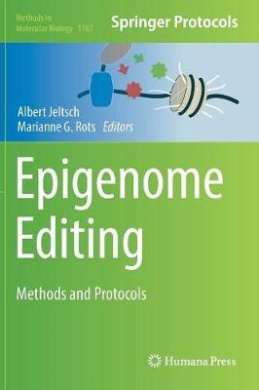 Methods in
Molecular Biology 1767
Springer Protocols
Albert Jeltsch
Marianne G. Rots Editors
Epigenome
Editing
Methods and Protocols
Humana Press